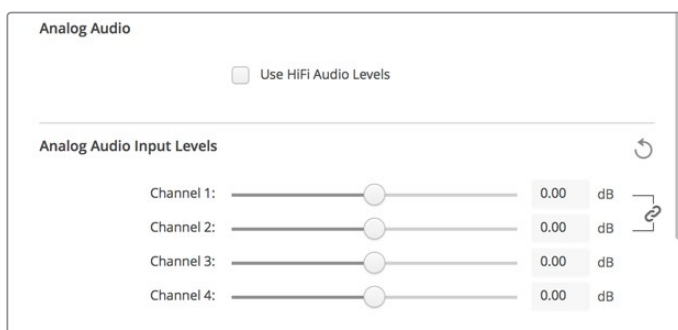 Analog Audio
Use HiFi Audio Levels
Analog Audio Input Levels
Channel 1: 0.00 dB
Channel 2: 0.00 dB
Channel 3: 0.00 dB
Channel 4: 0.00 dB